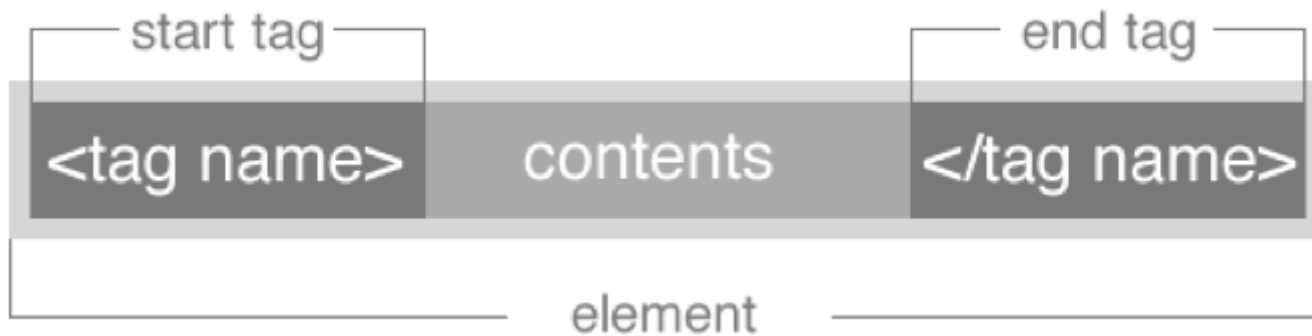 start tag end tag
<tag name> contents </tag name>
element